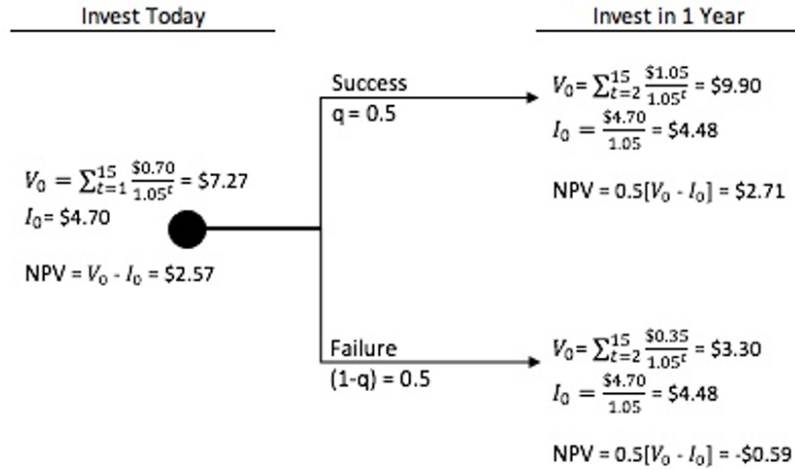 Invest Today
Invest in 1 Year
V₀ = ∑¹⁵ₜ₌₁ $0.70/1.05ᵗ = $7.27
I₀= $4.70
NPV = V₀ - I₀ = $2.57
Success
q = 0.5
V₀= ∑¹⁵ₜ₌₂ $1.05/1.05ᵗ = $9.90
I₀ = $4.70/1.05 = $4.48
NPV = 0.5[V₀ - I₀] = $2.71
Failure
(1-q) = 0.5
V₀= ∑¹⁵ₜ₌₂ $0.35/1.05ᵗ = $3.30
I₀ = $4.70/1.05 = $4.48
NPV = 0.5[V₀ - I₀] = -$0.59